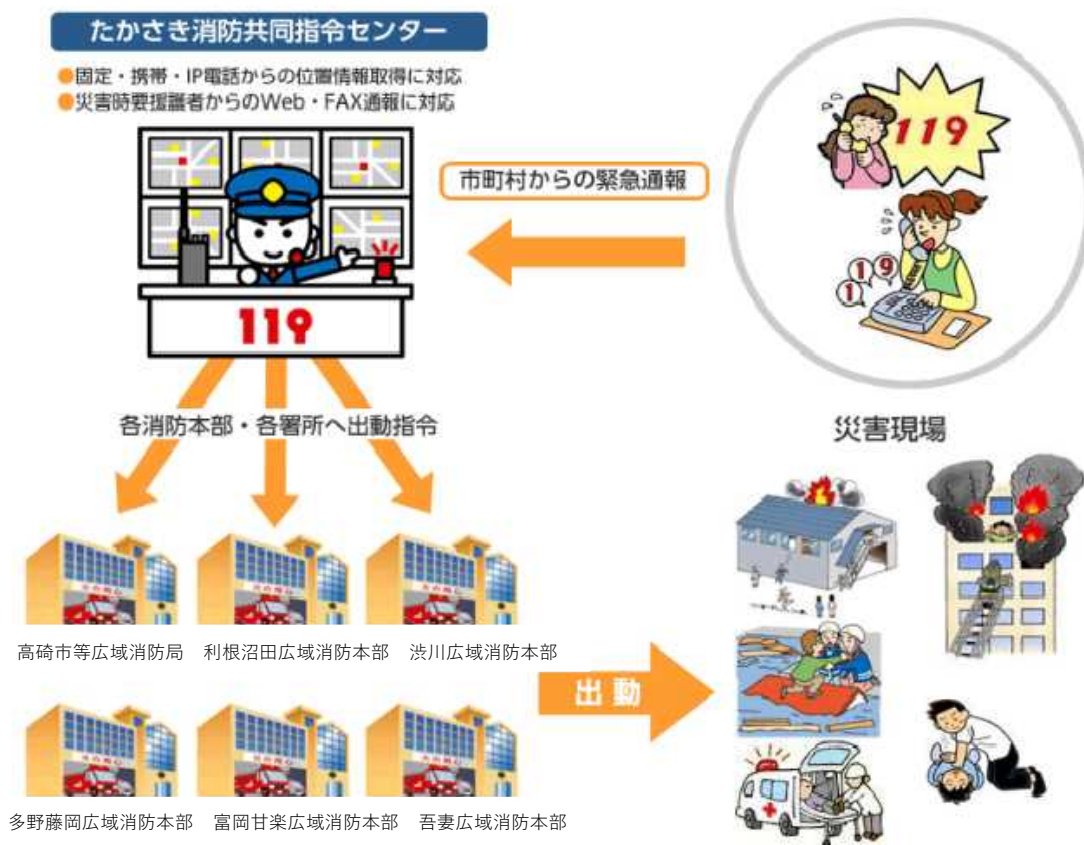 たかさき消防共同指令センター
●固定・携帯・IP電話からの位置情報取得に対応
●災害時要援護者からのWeb・FAX通報に対応
市町村からの緊急通報
119
1 1 9
119
各消防本部・各署所へ出動指令
災害現場
高碕市等広域消防局 利根沼田広域消防本部 渋川広域消防本部
出動
多野藤岡広域消防本部 富岡甘楽広域消防本部 吾妻広域消防本部